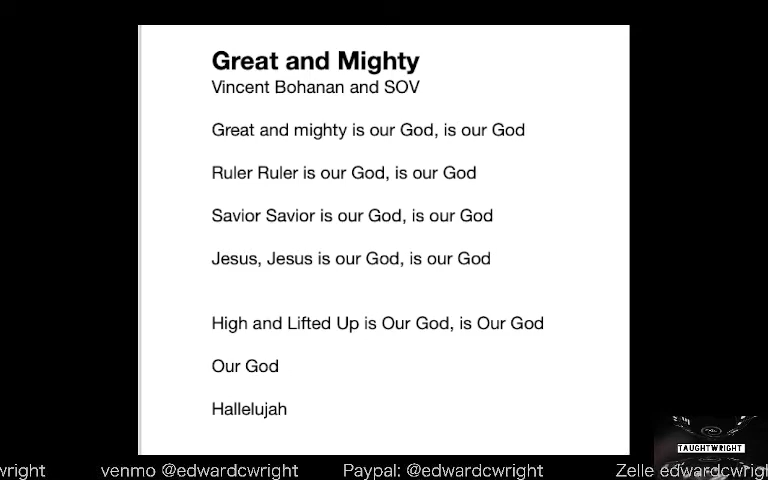 Great and Mighty
Vincent Bohanan and SOV
Great and mighty is our God, is our God
Ruler Ruler is our God, is our God
Savior Savior is our God, is our God
Jesus, Jesus is our God, is our God
High and Lifted Up is Our God, is Our God
Our God
Hallelujah
TAUGHTWRIGHT
wright venmo @edwardcwright Paypal: @edwardcwright Zelle edwardcwrigh